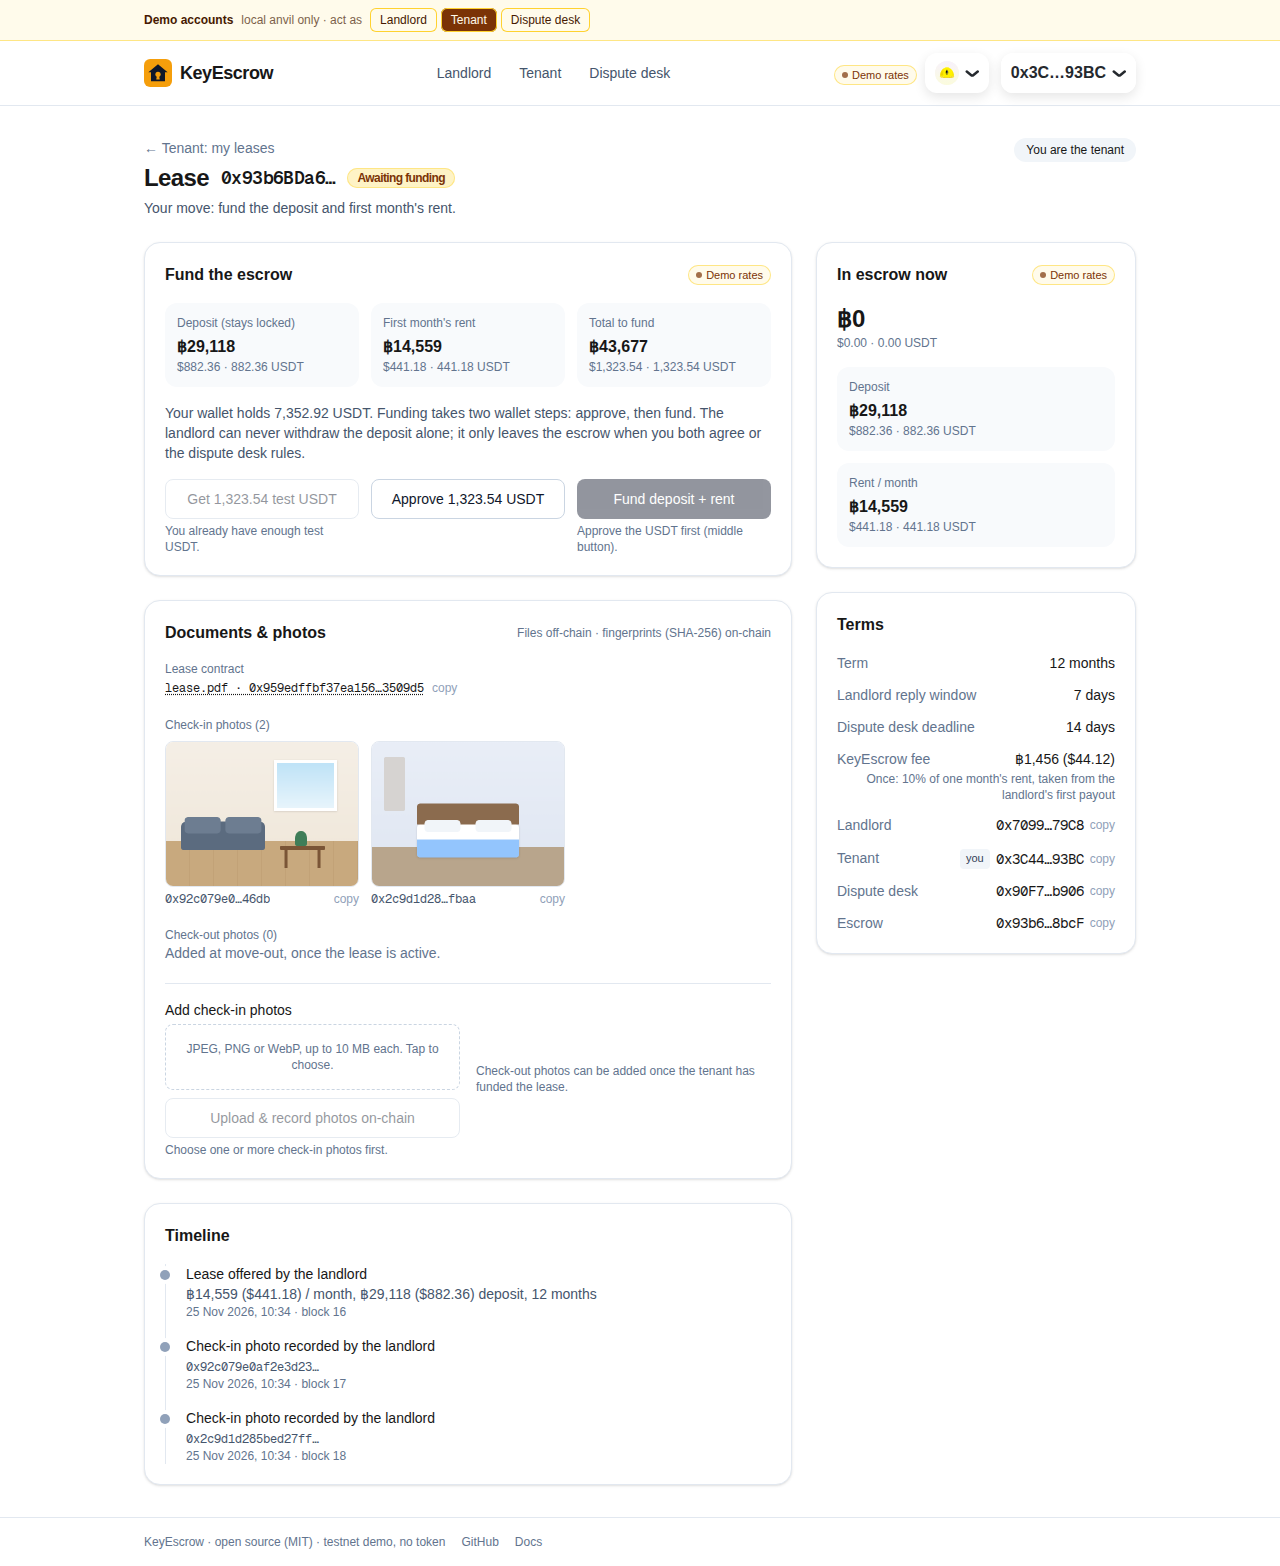 Demo accounts local anvil only · act as Landlord Tenant Dispute desk
KeyEscrow Landlord Tenant Dispute desk Demo rates 0x3C…93BC
← Tenant: my leases
You are the tenant
Lease 0x93b6BDa6… Awaiting funding
Your move: fund the deposit and first month's rent.
Fund the escrow
Demo rates
Deposit (stays locked)
฿29,118
$882.36 · 882.36 USDT
First month's rent
฿14,559
$441.18 · 441.18 USDT
Total to fund
฿43,677
$1,323.54 · 1,323.54 USDT
Your wallet holds 7,352.92 USDT. Funding takes two wallet steps: approve, then fund. The
landlord can never withdraw the deposit alone; it only leaves the escrow when you both agree or
the dispute desk rules.
Get 1,323.54 test USDT
You already have enough test
USDT.
Approve 1,323.54 USDT
Fund deposit + rent
Approve the USDT first (middle
button).
In escrow now
Demo rates
฿0
$0.00 · 0.00 USDT
Deposit
฿29,118
$882.36 · 882.36 USDT
Rent / month
฿14,559
$441.18 · 441.18 USDT
Documents & photos
Files off-chain · fingerprints (SHA-256) on-chain
Lease contract
lease.pdf · 0x959edffbf37ea156…3509d5 copy
Check-in photos (2)
0x92c079e0…46db copy
0x2c9d1d28…fbaa copy
Check-out photos (0)
Added at move-out, once the lease is active.
Add check-in photos
JPEG, PNG or WebP, up to 10 MB each. Tap to
choose.
Upload & record photos on-chain
Choose one or more check-in photos first.
Check-out photos can be added once the tenant has
funded the lease.
Terms
Term 12 months
Landlord reply window 7 days
Dispute desk deadline 14 days
KeyEscrow fee ฿1,456 ($44.12)
Once: 10% of one month's rent, taken from the
landlord's first payout
Landlord 0x7099…79C8 copy
Tenant you 0x3C44…93BC copy
Dispute desk 0x90F7…b906 copy
Escrow 0x93b6…8bcF copy
Timeline
Lease offered by the landlord
฿14,559 ($441.18) / month, ฿29,118 ($882.36) deposit, 12 months
25 Nov 2026, 10:34 · block 16
Check-in photo recorded by the landlord
0x92c079e0af2e3d23…
25 Nov 2026, 10:34 · block 17
Check-in photo recorded by the landlord
0x2c9d1d285bed27ff…
25 Nov 2026, 10:34 · block 18
KeyEscrow · open source (MIT) · testnet demo, no token GitHub Docs